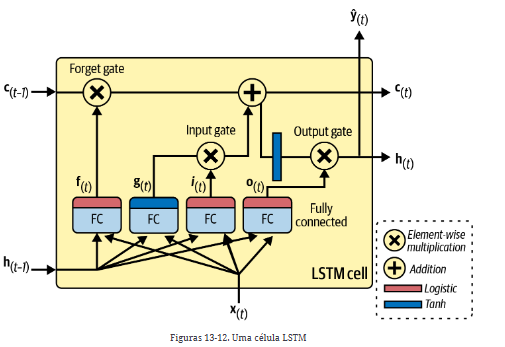 ŷ(t)
Forget gate
c(t–1)
c(t)
Input gate
Output gate
h(t)
f(t)
g(t)
i(t)
o(t)
FC
FC
FC
FC
Fully
connected
h(t–1)
LSTM cell
x(t)
Element-wise
multiplication
Addition
Logistic
Tanh
Figuras 13-12. Uma célula LSTM